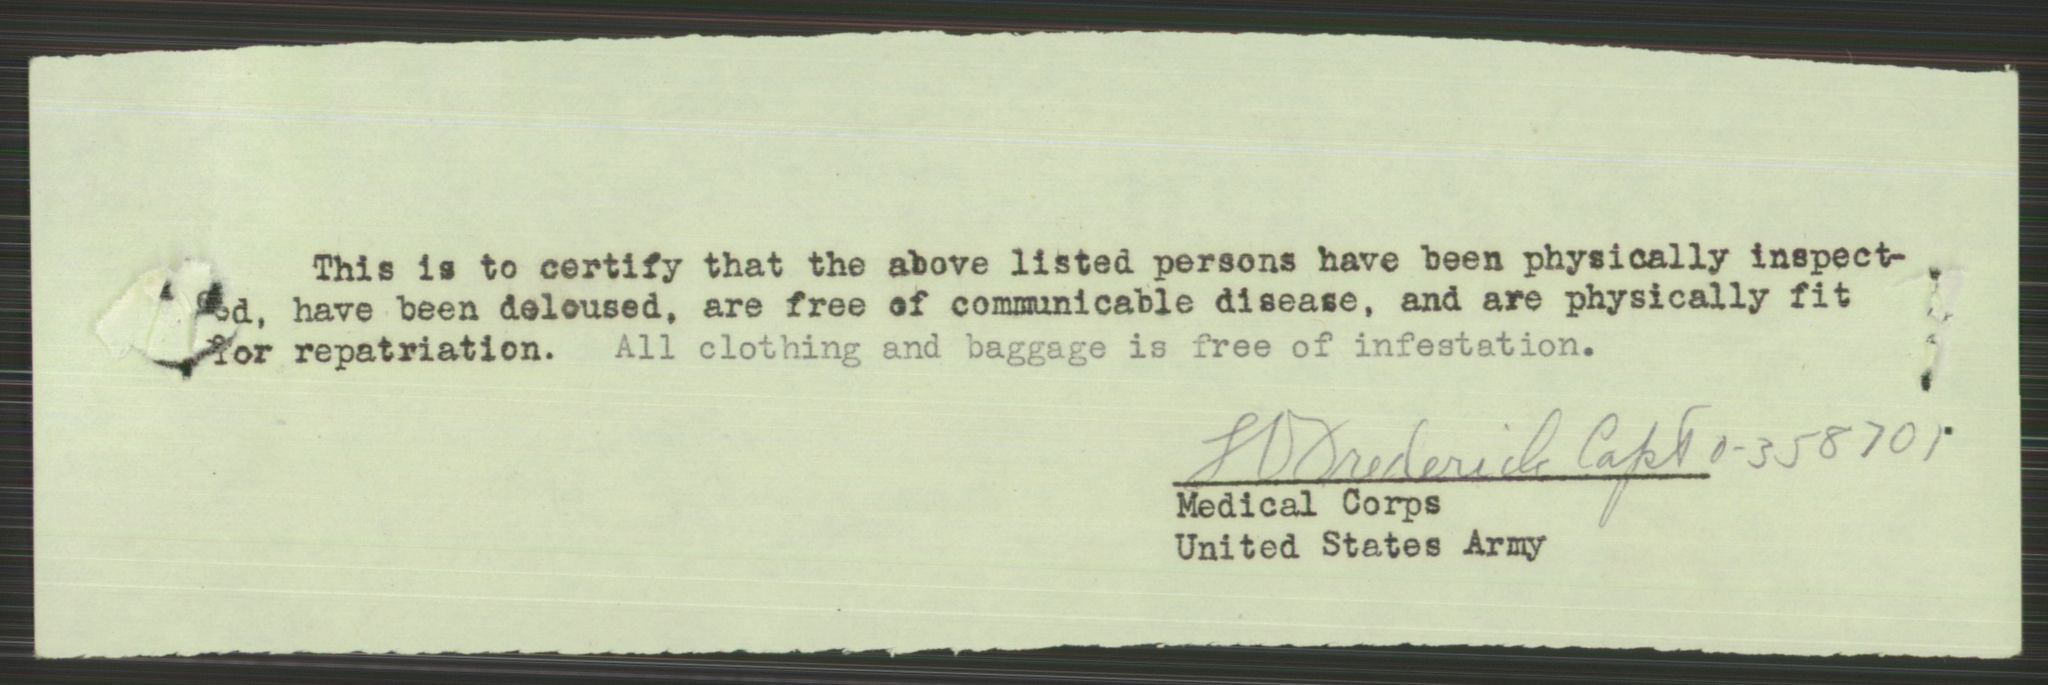 This is to certify that the above listed persons have been physically inspect-
ed, have been deloused, are free of communicable disease, and are physically fit
for repatriation. All clothing and baggage is free of infestation.
Frederick Capt 0-358701
Medical Corps
United States Army